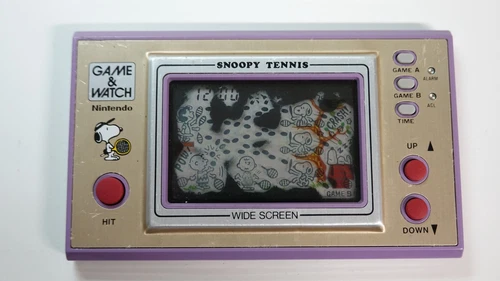 GAME
&
WATCH
Nintendo
HIT
SNOOPY TENNIS
12:00
CRASH!
GAME B
WIDE SCREEN
GAME A
ALARM
GAME B
ACL
TIME
UP ▲
DOWN ▼